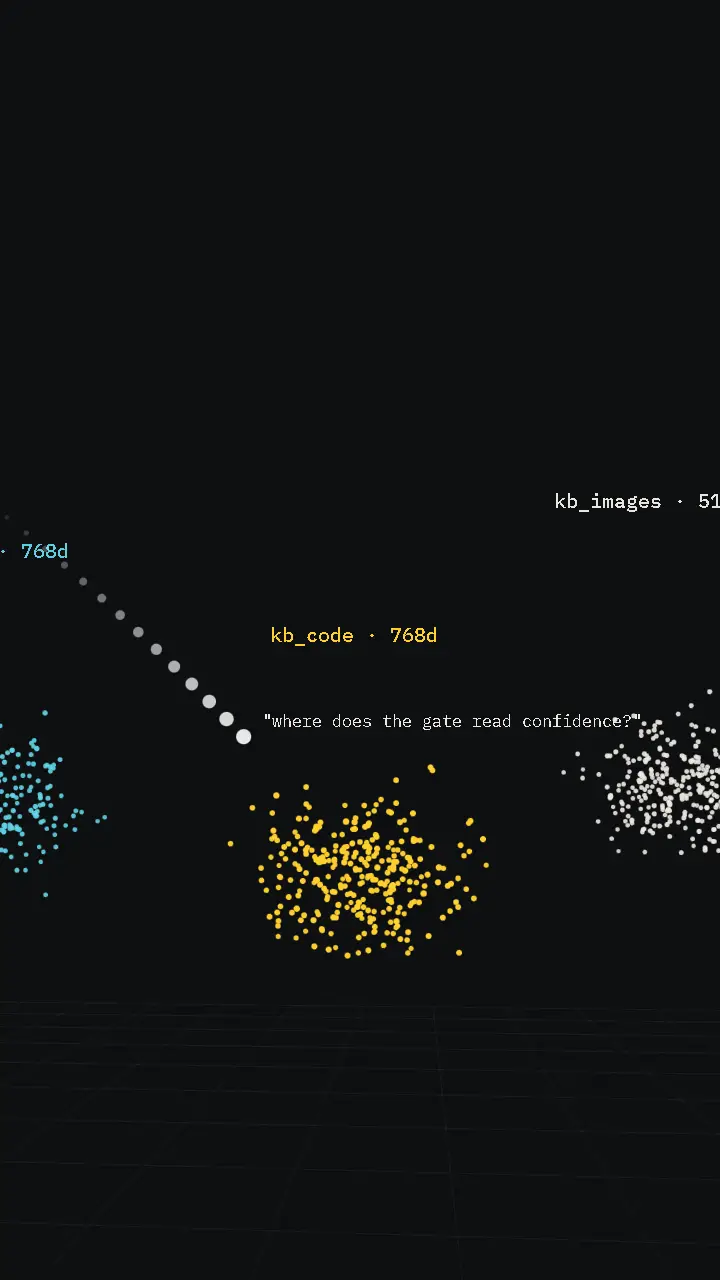 kb_images · 51
· 768d
kb_code · 768d
"where does the gate read confidence?"